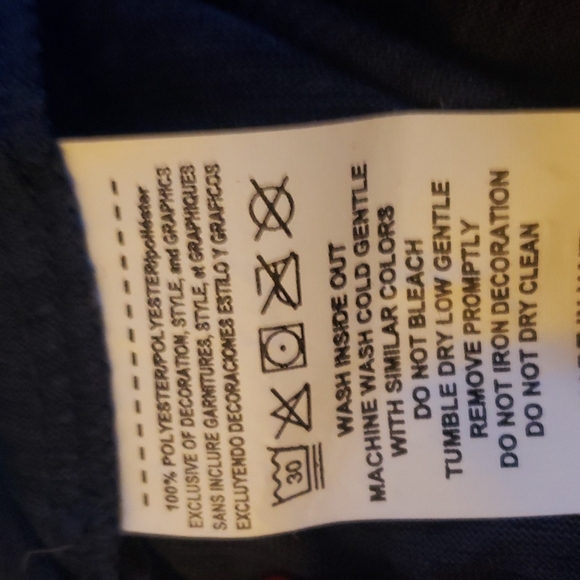 100% POLYESTER/POLYESTER/poliéster
EXCLUSIVE OF DECORATION, STYLE, and GRAPHICS
SANS INCLURE GARNITURES, STYLE, et GRAPHIQUES
EXCLUYENDO DECORACIONES ESTILO Y GRAFICOS
30
WASH INSIDE OUT
MACHINE WASH COLD GENTLE
WITH SIMILAR COLORS
DO NOT BLEACH
TUMBLE DRY LOW GENTLE
REMOVE PROMPTLY
DO NOT IRON DECORATION
DO NOT DRY CLEAN